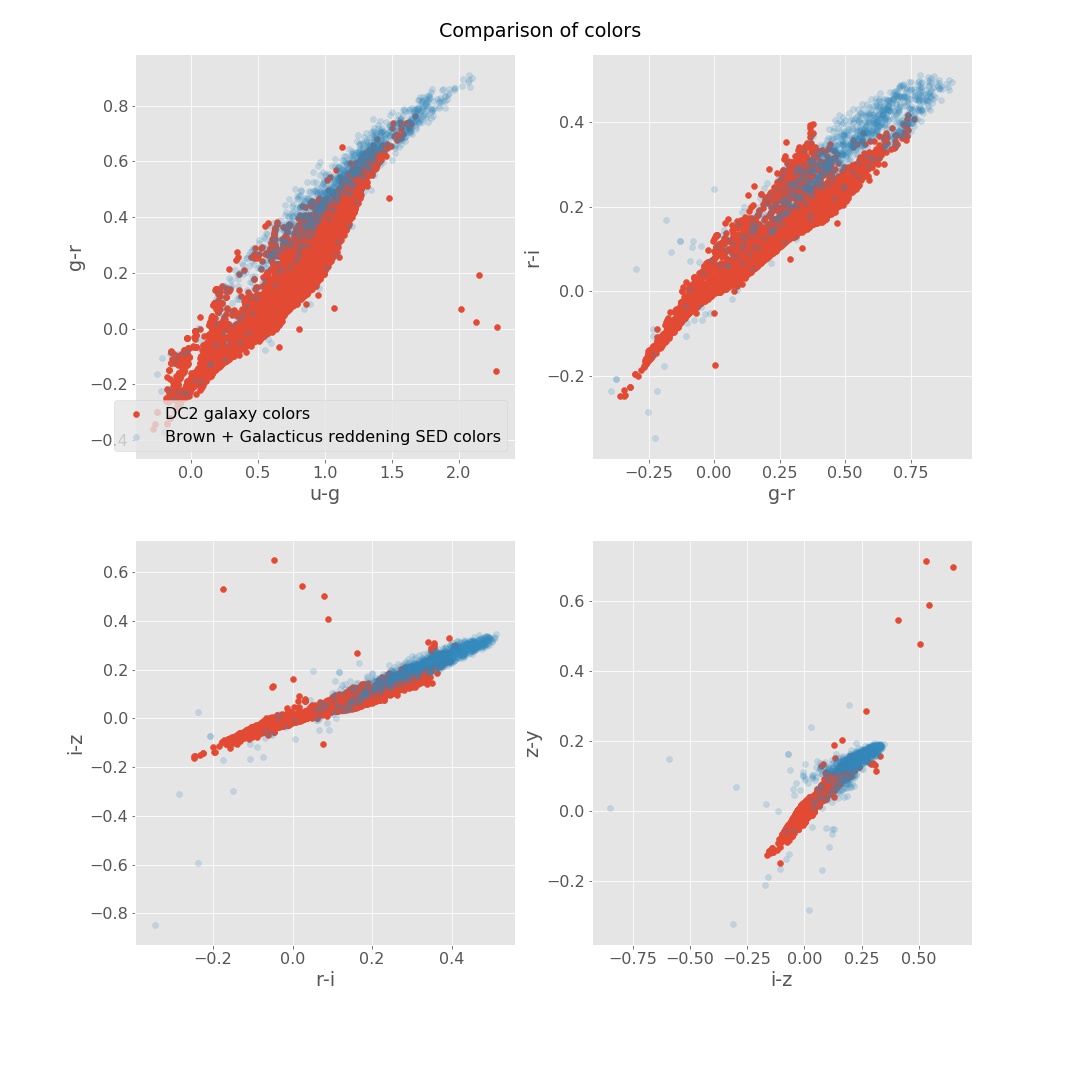 Comparison of colors
0.8
0.6
0.4
0.2
0.0
−0.2
−0.4
g-r
DC2 galaxy colors
Brown + Galacticus reddening SED colors
0.0 0.5 1.0 1.5 2.0
u-g
0.4
0.2
0.0
−0.2
r-i
−0.25 0.00 0.25 0.50 0.75
g-r
0.6
0.4
0.2
0.0
−0.2
−0.4
−0.6
−0.8
i-z
−0.2 0.0 0.2 0.4
r-i
0.6
0.4
0.2
0.0
−0.2
z-y
−0.75 −0.50 −0.25 0.00 0.25 0.50
i-z